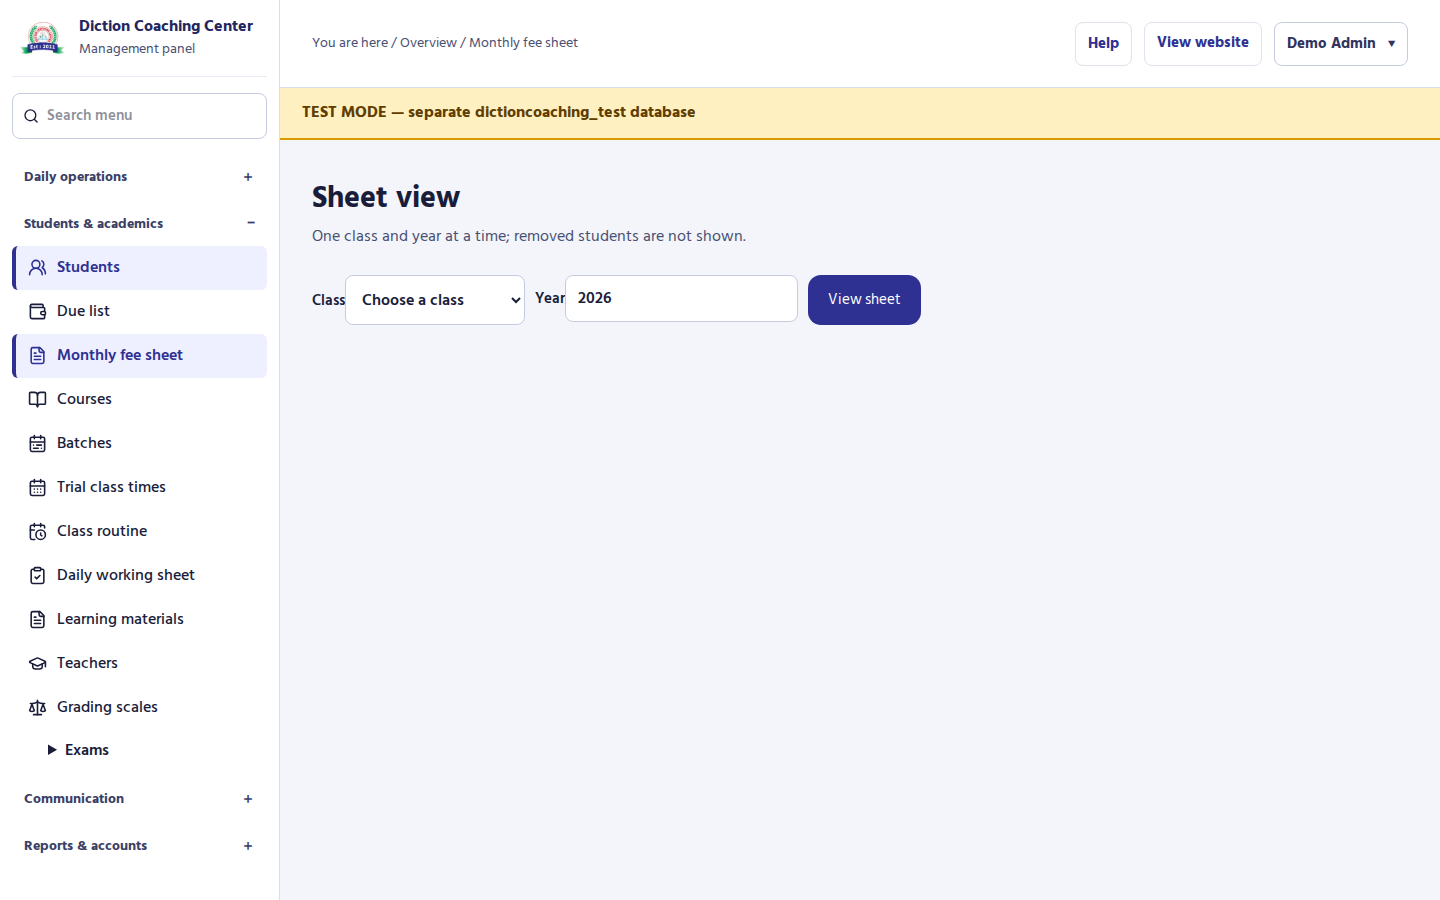 Diction Coaching Center
Management panel
Est : 2011
Search menu
Daily operations +
Students & academics −
Students
Due list
Monthly fee sheet
Courses
Batches
Trial class times
Class routine
Daily working sheet
Learning materials
Teachers
Grading scales
Exams
Communication +
Reports & accounts +
You are here / Overview / Monthly fee sheet
Help
View website
Demo Admin
TEST MODE — separate dictioncoaching_test database
Sheet view
One class and year at a time; removed students are not shown.
Class Choose a class Year 2026 View sheet